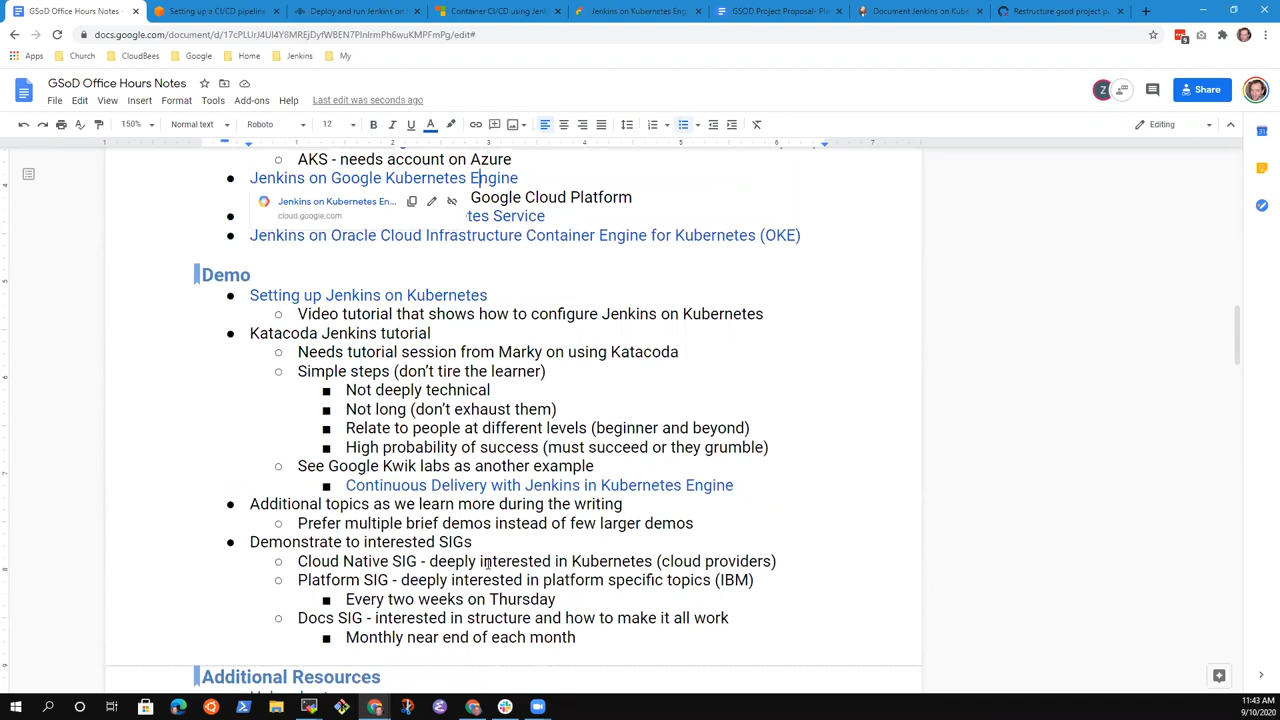 GSoD Office Hours Notes -
Setting up a CI/CD pipeline
Deploy and run Jenkins on
Container CI/CD using Jen
Jenkins on Kubernetes Eng
GSOD Project Proposal- Pla
Document Jenkins on Kube
Restructure gsod project p
docs.google.com/document/d/17cPLUrJ4Ul4Y8MREjDyfWBEN7PlnlrmPh6wuKMPFmPg/edit#
Apps
Church
CloudBees
Google
Home
Jenkins
My
GSoD Office Hours Notes
File Edit View Insert Format Tools Add-ons Help Last edit was seconds ago
Z
Share
150% Normal text Roboto 12 B I U A
Editing
1 1 2 3 4 5 6 7
AKS - needs account on Azure
Jenkins on Google Kubernetes Engine
Google Cloud Platform
Jenkins on Kubernetes En...
cloud.google.com
tes Service
Jenkins on Oracle Cloud Infrastructure Container Engine for Kubernetes (OKE)
Demo
Setting up Jenkins on Kubernetes
Video tutorial that shows how to configure Jenkins on Kubernetes
Katacoda Jenkins tutorial
Needs tutorial session from Marky on using Katacoda
Simple steps (don't tire the learner)
Not deeply technical
Not long (don't exhaust them)
Relate to people at different levels (beginner and beyond)
High probability of success (must succeed or they grumble)
See Google Kwik labs as another example
Continuous Delivery with Jenkins in Kubernetes Engine
Additional topics as we learn more during the writing
Prefer multiple brief demos instead of few larger demos
Demonstrate to interested SIGs
Cloud Native SIG - deeply interested in Kubernetes (cloud providers)
Platform SIG - deeply interested in platform specific topics (IBM)
Every two weeks on Thursday
Docs SIG - interested in structure and how to make it all work
Monthly near end of each month
Additional Resources
11:43 AM
9/10/2020